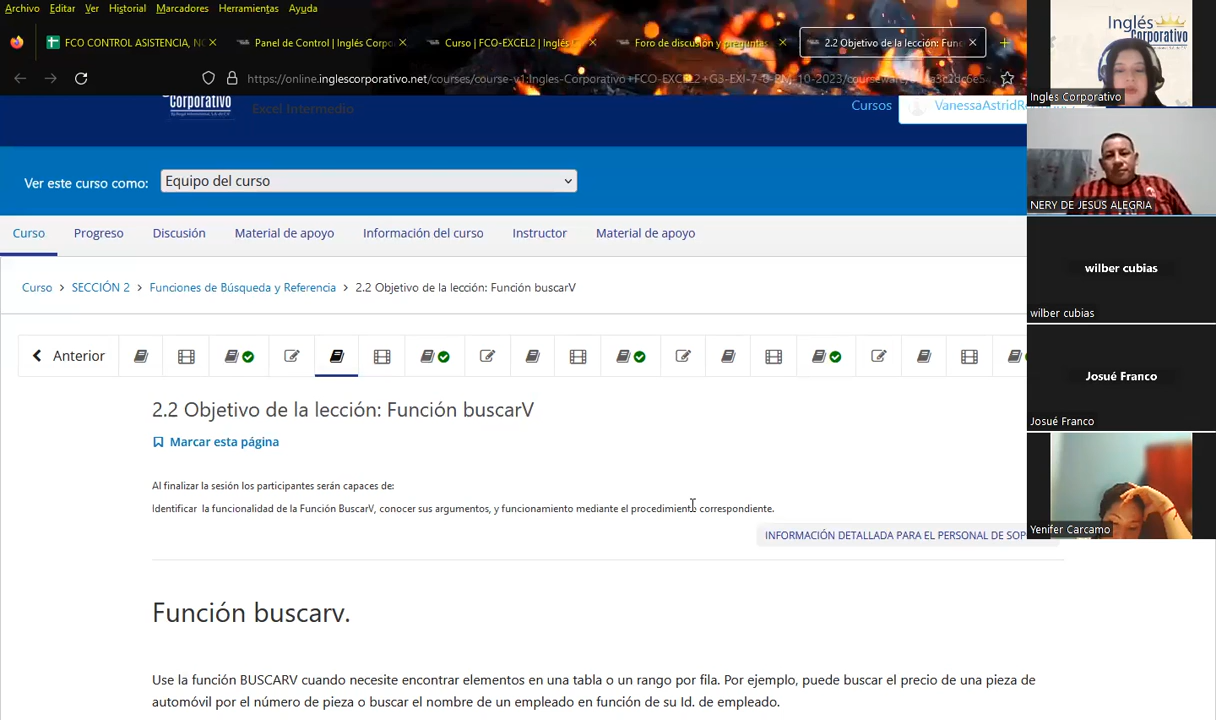 Archivo Editar Ver Historial Marcadores Herramientas Ayuda
FCO CONTROL ASISTENCIA, NO
Panel de Control | Inglés Corpo
Curso | FCO-EXCEL2 | Inglés C
Foro de discusión y preguntas
2.2 Objetivo de la lección: Func
https://online.inglescorporativo.net/courses/course-v1:Ingles-Corporativo+FCO-EXCEL2+G3-EXI-7-8-PM-10-2023/courseware/
Corporativo
Excel Intermedio
Cursos
VanessaAstridR
Ver este curso como:
Equipo del curso
Curso
Progreso
Discusión
Material de apoyo
Información del curso
Instructor
Material de apoyo
Curso > SECCIÓN 2 > Funciones de Búsqueda y Referencia > 2.2 Objetivo de la lección: Función buscarV
Anterior
2.2 Objetivo de la lección: Función buscarV
Marcar esta página
Al finalizar la sesión los participantes serán capaces de:
Identificar la funcionalidad de la Función BuscarV, conocer sus argumentos, y funcionamiento mediante el procedimiento correspondiente.
INFORMACIÓN DETALLADA PARA EL PERSONAL DE SOP
Función buscarv.
Use la función BUSCARV cuando necesite encontrar elementos en una tabla o un rango por fila. Por ejemplo, puede buscar el precio de una pieza de
automóvil por el número de pieza o buscar el nombre de un empleado en función de su Id. de empleado.
Inglés
Corporativo
Ingles Corporativo
NERY DE JESUS ALEGRIA
wilber cubias
wilber cubias
Josué Franco
Josué Franco
Yenifer Carcamo